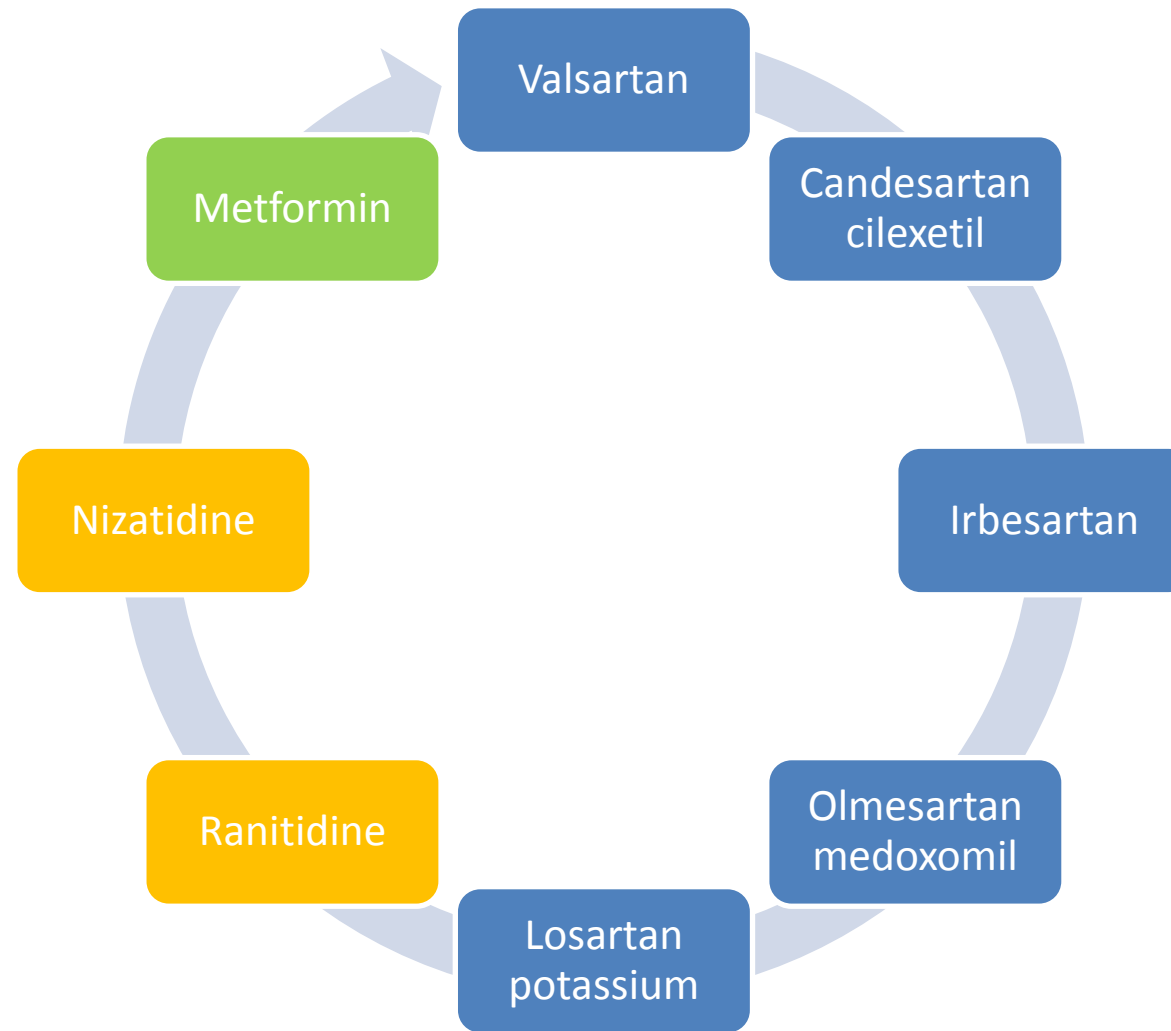 Valsartan
Candesartan
cilexetil
Irbesartan
Olmesartan
medoxomil
Losartan
potassium
Ranitidine
Nizatidine
Metformin